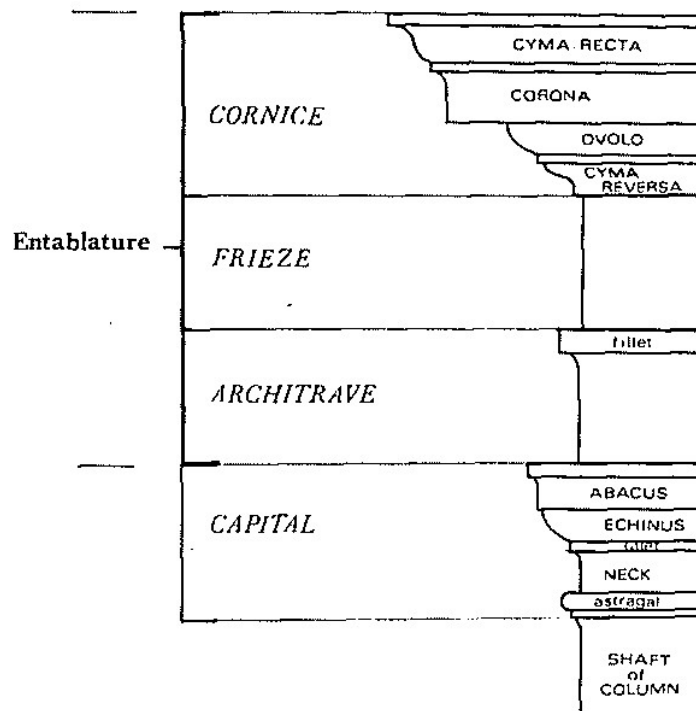 CYMA RECTA
CORONA
CORNICE
OVOLO
CYMA
REVERSA
Entablature
FRIEZE
fillet
ARCHITRAVE
ABACUS
CAPITAL
ECHINUS
fillet
NECK
astragal
SHAFT
of
COLUMN